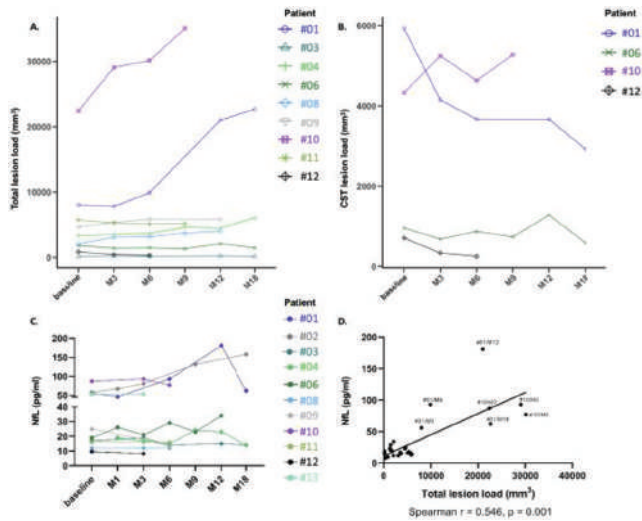 A.
Patient
#01
#03
#04
#06
#08
#09
#10
#11
#12
Total lesion load (mm³)
30000
20000
10000
0
baseline
M3
M6
M9
M12
M18
B.
Patient
#01
#06
#10
#12
CST lesion load (mm³)
6000
4000
2000
0
baseline
M3
M6
M9
M12
M18
C.
Patient
#01
#02
#03
#04
#06
#08
#09
#10
#11
#12
NfL (pg/ml)
200
150
100
50
40
30
20
10
0
baseline
M1
M3
M6
M9
M12
M18
D.
NfL (pg/ml)
200
150
100
50
0
0
10000
20000
30000
40000
Total lesion load (mm³)
Spearman r = 0.546, p = 0.001